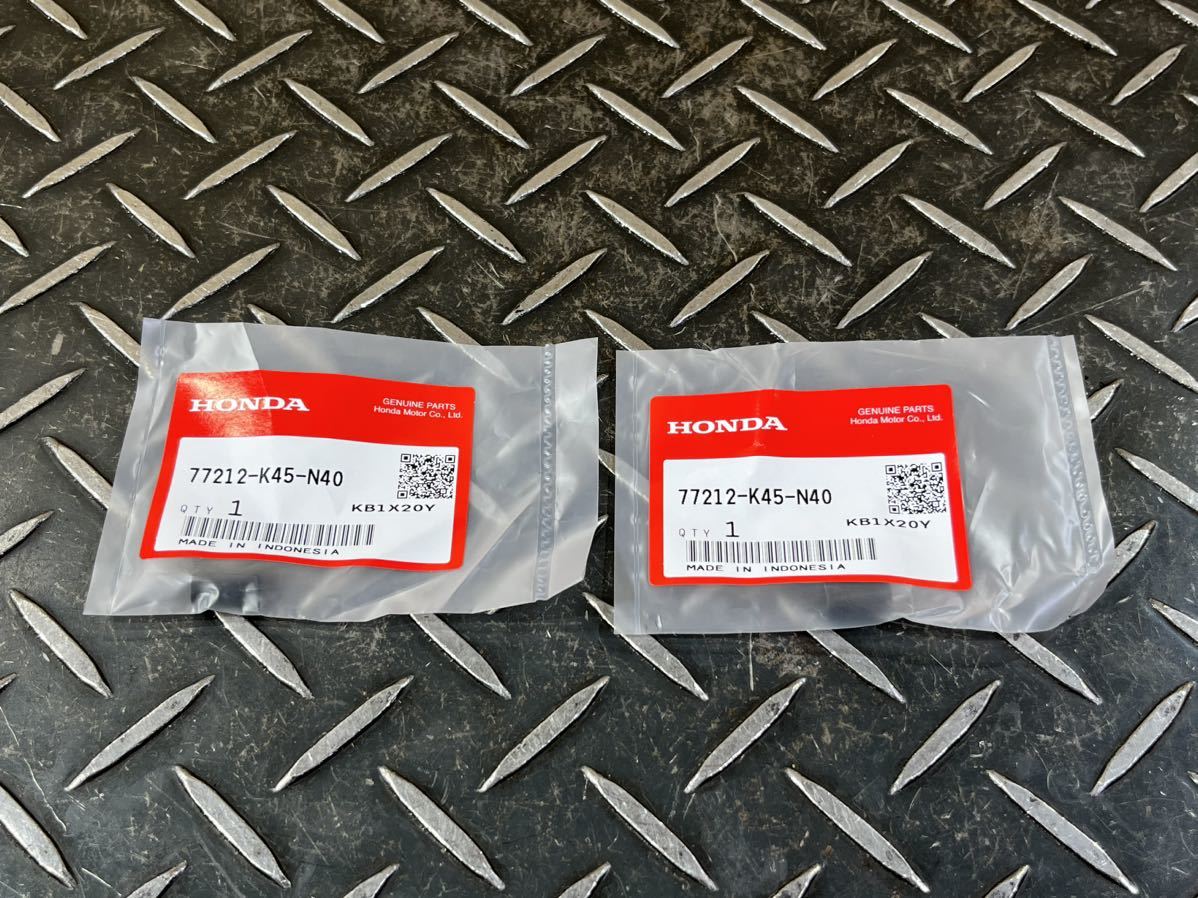 HONDA
GENUINE PARTS
Honda Motor Co., Ltd.
77212-K45-N40
QTY 1
KB1X20Y
MADE IN INDONESIA
HONDA
GENUINE PARTS
Honda Motor Co., Ltd.
77212-K45-N40
QTY 1
KB1X20Y
MADE IN INDONESIA